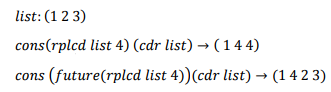 list: (1 2 3)
cons(rplcd list 4) (cdr list) → ( 1 4 4)
cons (future(rplcd list 4))(cdr list) → (1 4 2 3)